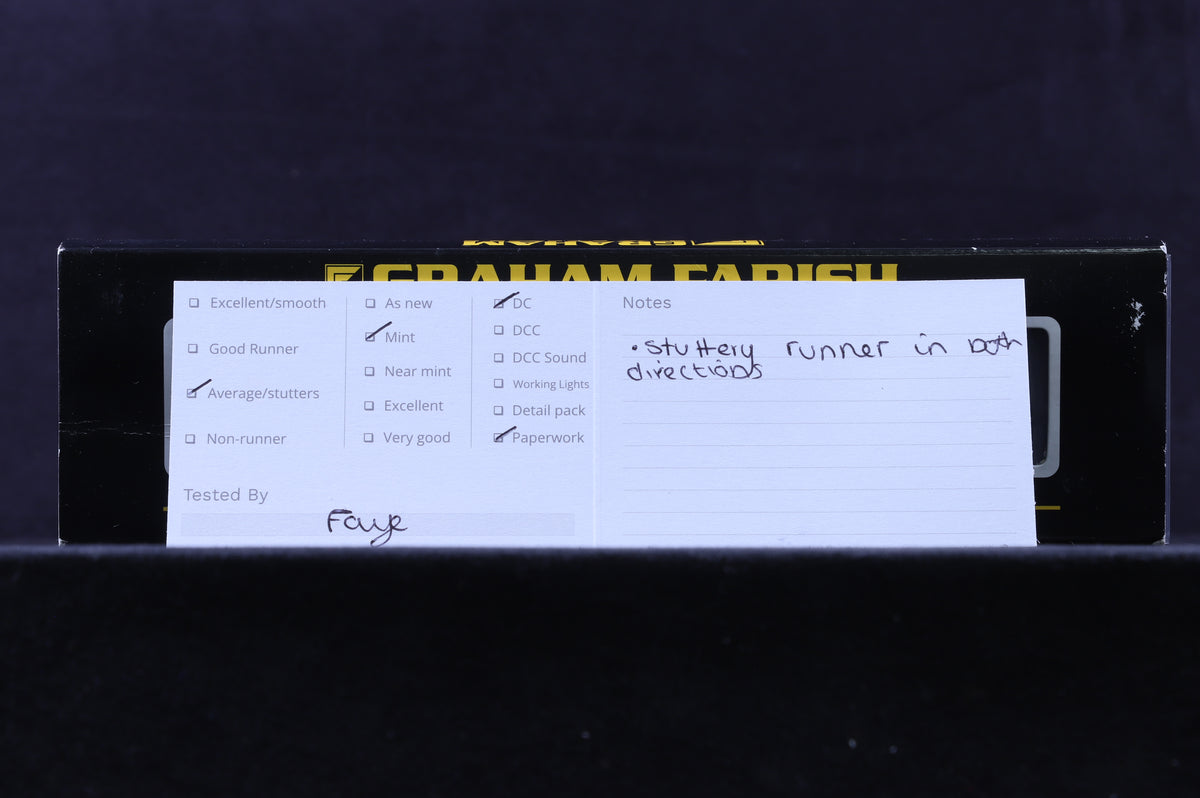 GRAHAM
GRAHAM FARISH
Excellent/smooth
Good Runner
Average/stutters
Non-runner
As new
Mint
Near mint
Excellent
Very good
DC
DCC
DCC Sound
Working Lights
Detail pack
Paperwork
Tested By
Faye
Notes
• Stuttery runner in both
directions